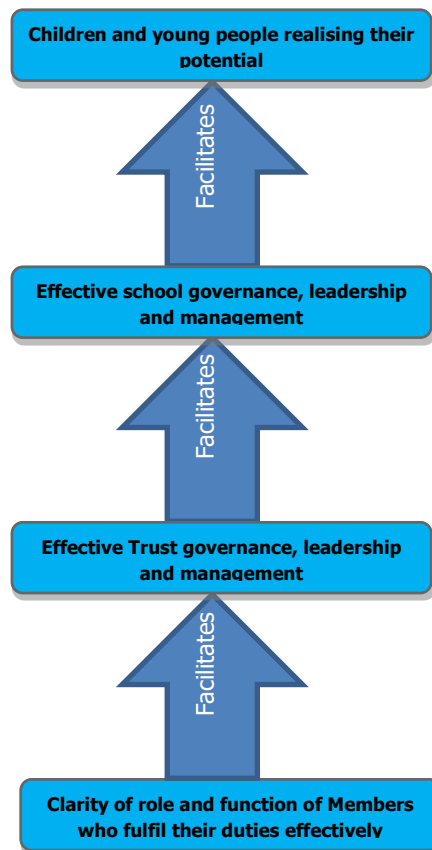 Children and young people realising their
potential
Facilitates
Effective school governance, leadership
and management
Facilitates
Effective Trust governance, leadership
and management
Facilitates
Clarity of role and function of Members
who fulfil their duties effectively